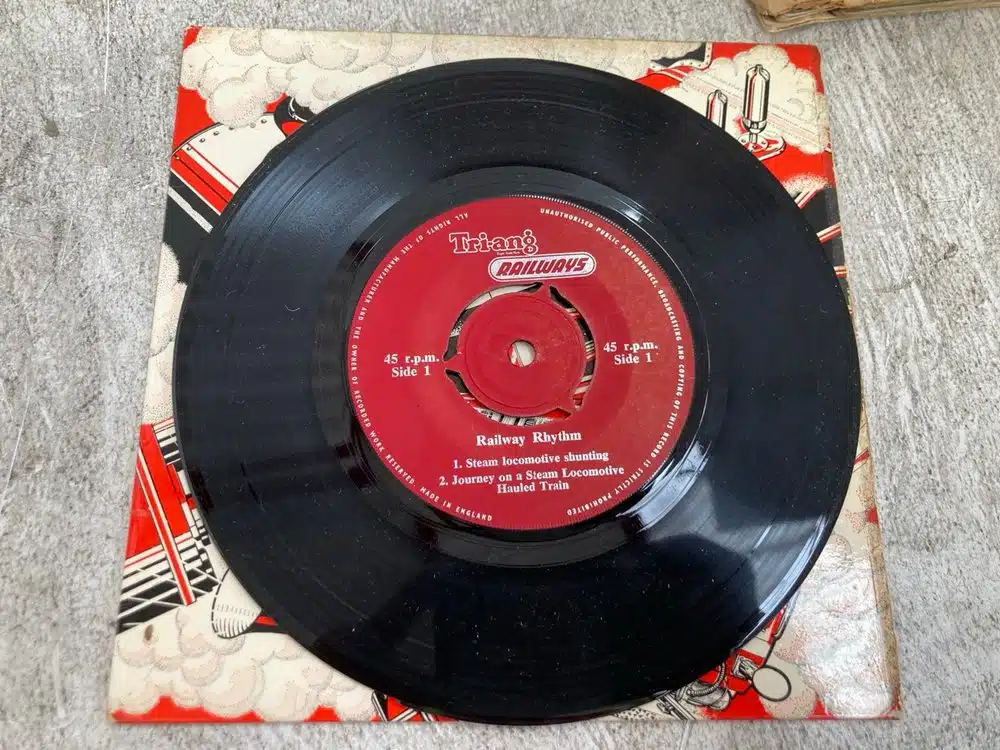 Tri-ang
RAILWAYS
45 r.p.m.
Side 1
45 r.p.m.
Side 1
Railway Rhythm
1. Steam locomotive shunting
2. Journey on a Steam Locomotive
Hauled Train
ALL RIGHTS OF THE MANUFACTURER AND THE OWNER OF RECORDED WORK RESERVED. MADE IN ENGLAND
UNAUTHORISED PUBLIC PERFORMANCE, BROADCASTING AND COPYING OF THIS RECORD IS STRICTLY PROHIBITED